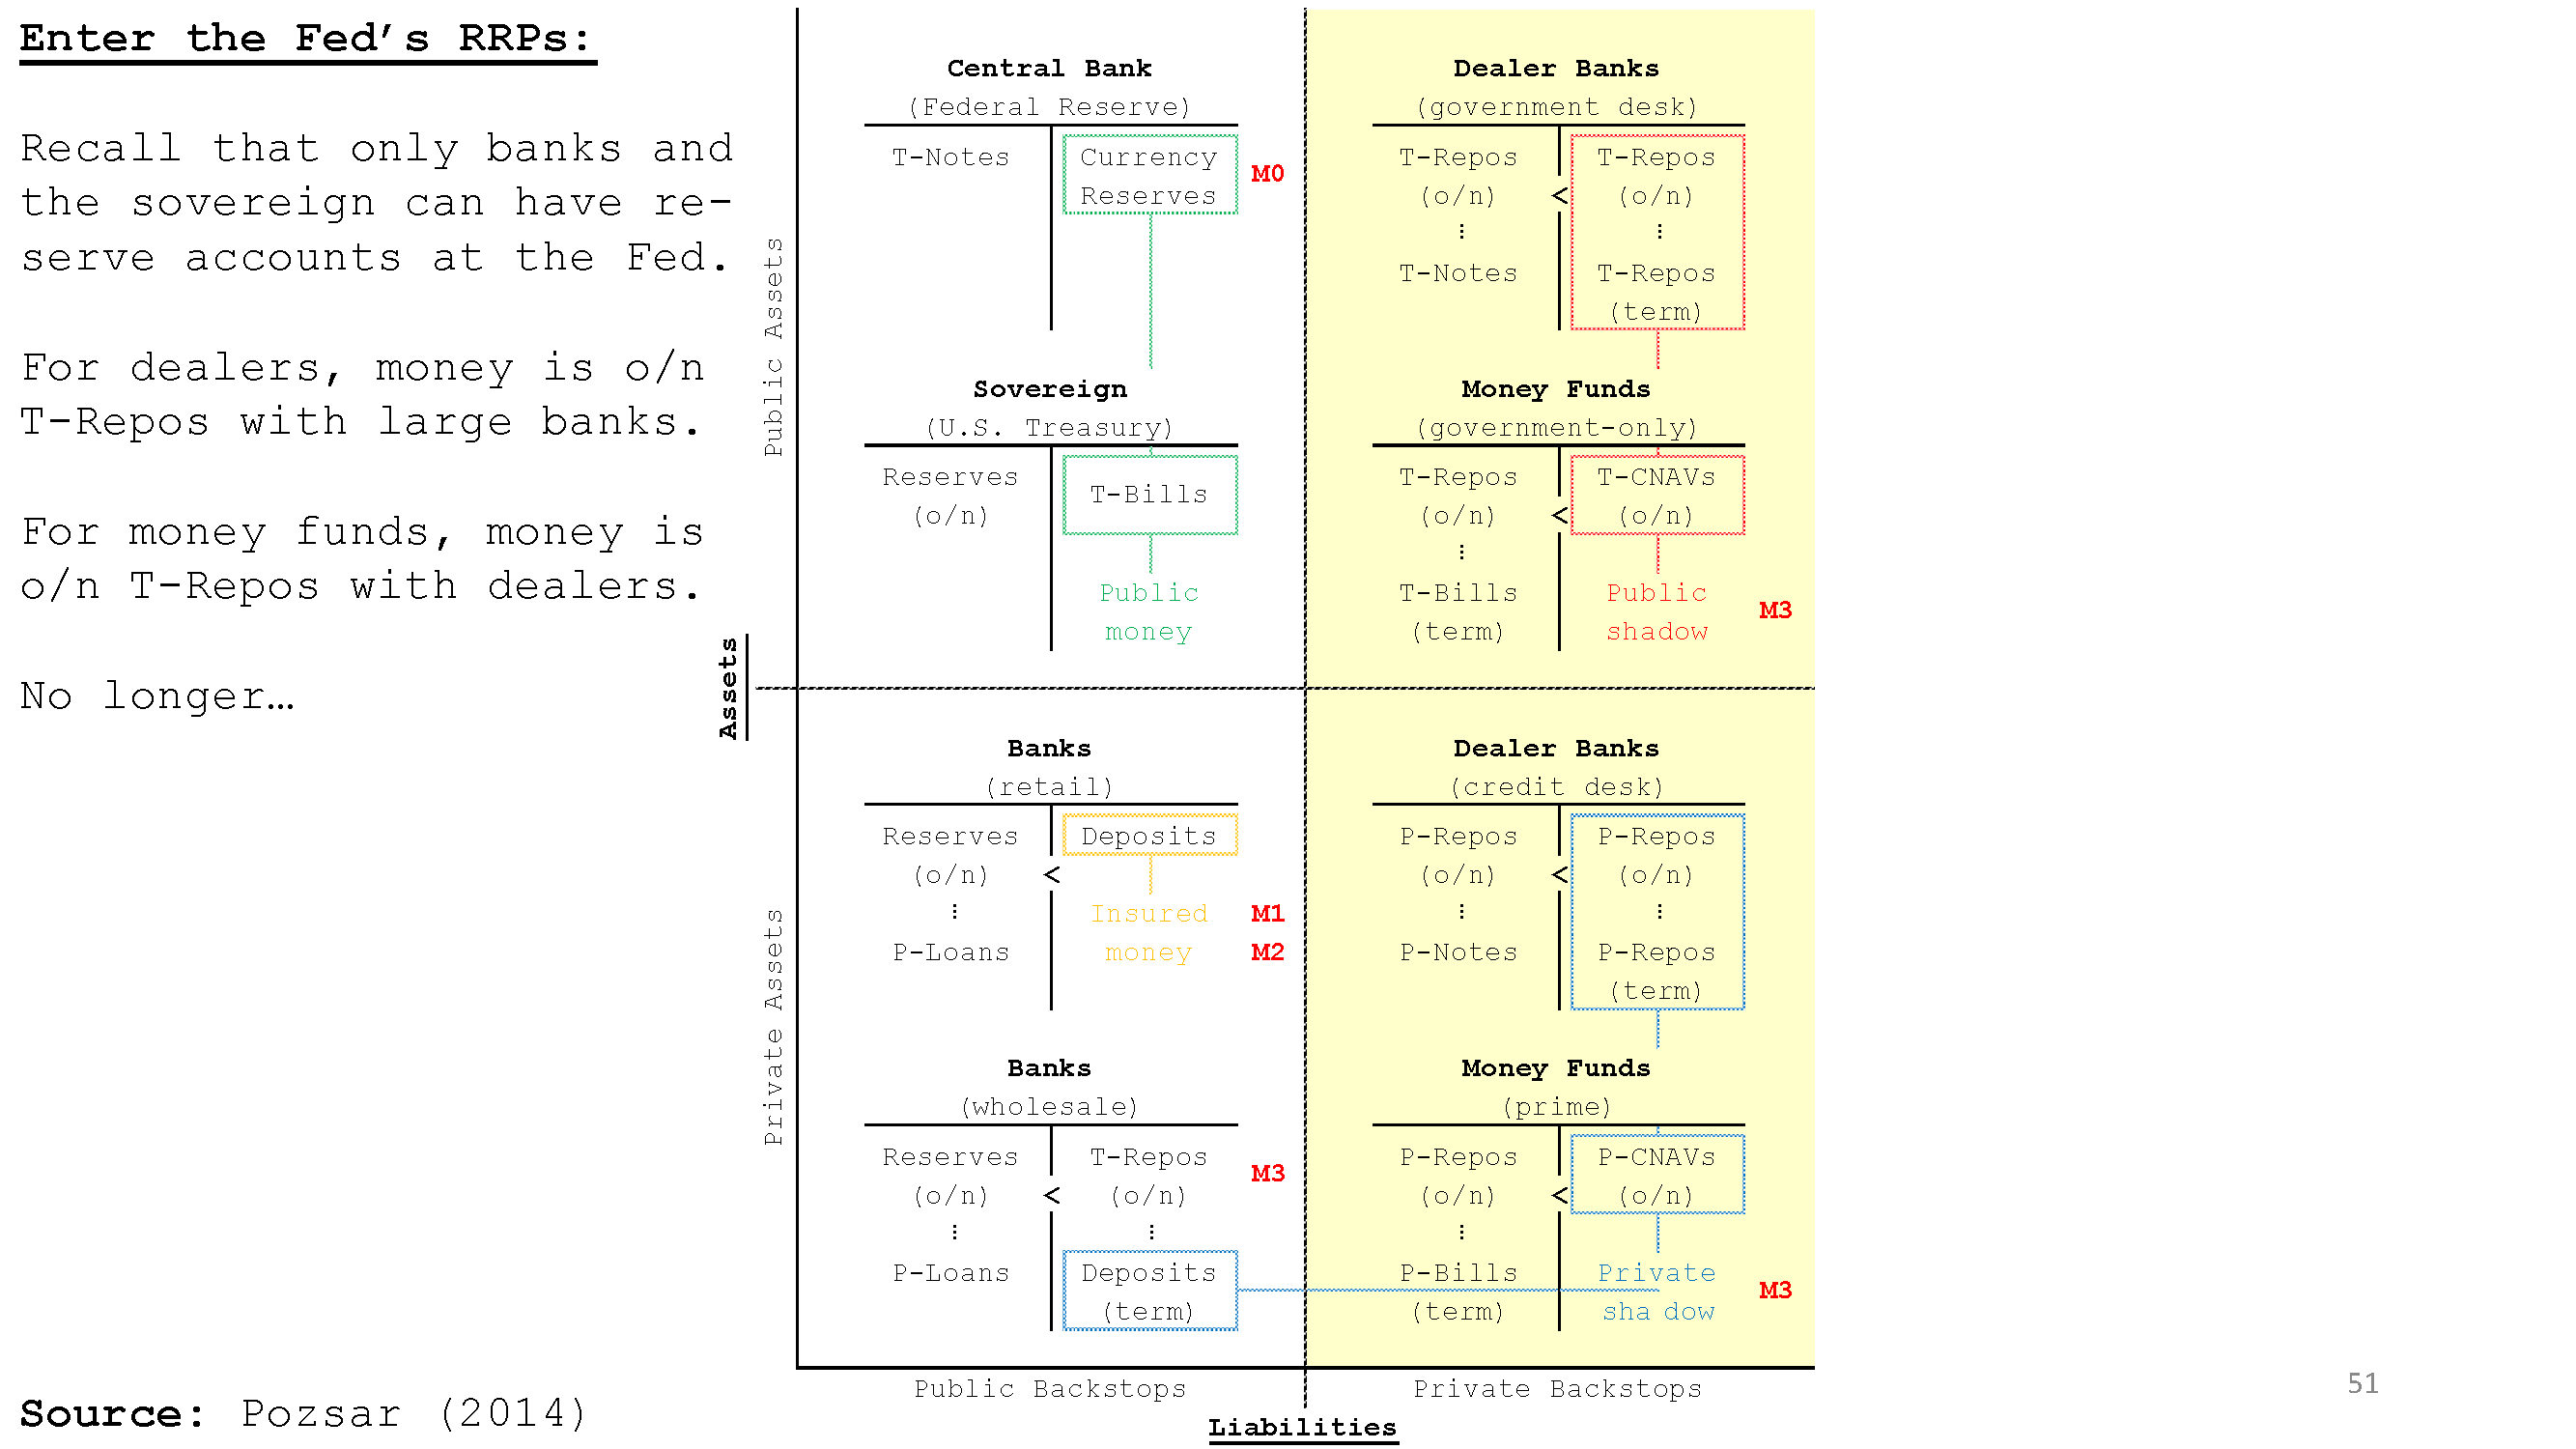 Enter the Fed’s RRPs:
Recall that only banks and
the sovereign can have re-
serve accounts at the Fed.
For dealers, money is o/n
T-Repos with large banks.
For money funds, money is
o/n T-Repos with dealers.
No longer…
Source: Pozsar (2014)
Assets
Public Assets
Private Assets
Central Bank
(Federal Reserve)
T-Notes
Currency
Reserves
M0
Sovereign
(U.S. Treasury)
Reserves
(o/n)
T-Bills
Public
money
Dealer Banks
(government desk)
T-Repos
(o/n)
⋮
T-Notes
<
T-Repos
(o/n)
⋮
T-Repos
(term)
Money Funds
(government-only)
T-Repos
(o/n)
⋮
T-Bills
(term)
<
T-CNAVs
(o/n)
Public
shadow
M3
Banks
(retail)
Reserves
(o/n)
⋮
P-Loans
<
Deposits
Insured
money
M1
M2
Banks
(wholesale)
Reserves
(o/n)
⋮
P-Loans
<
T-Repos
(o/n)
⋮
Deposits
(term)
M3
Dealer Banks
(credit desk)
P-Repos
(o/n)
⋮
P-Notes
<
P-Repos
(o/n)
⋮
P-Repos
(term)
Money Funds
(prime)
P-Repos
(o/n)
⋮
P-Bills
(term)
<
P-CNAVs
(o/n)
Private
sha dow
M3
Public Backstops
Private Backstops
Liabilities
51